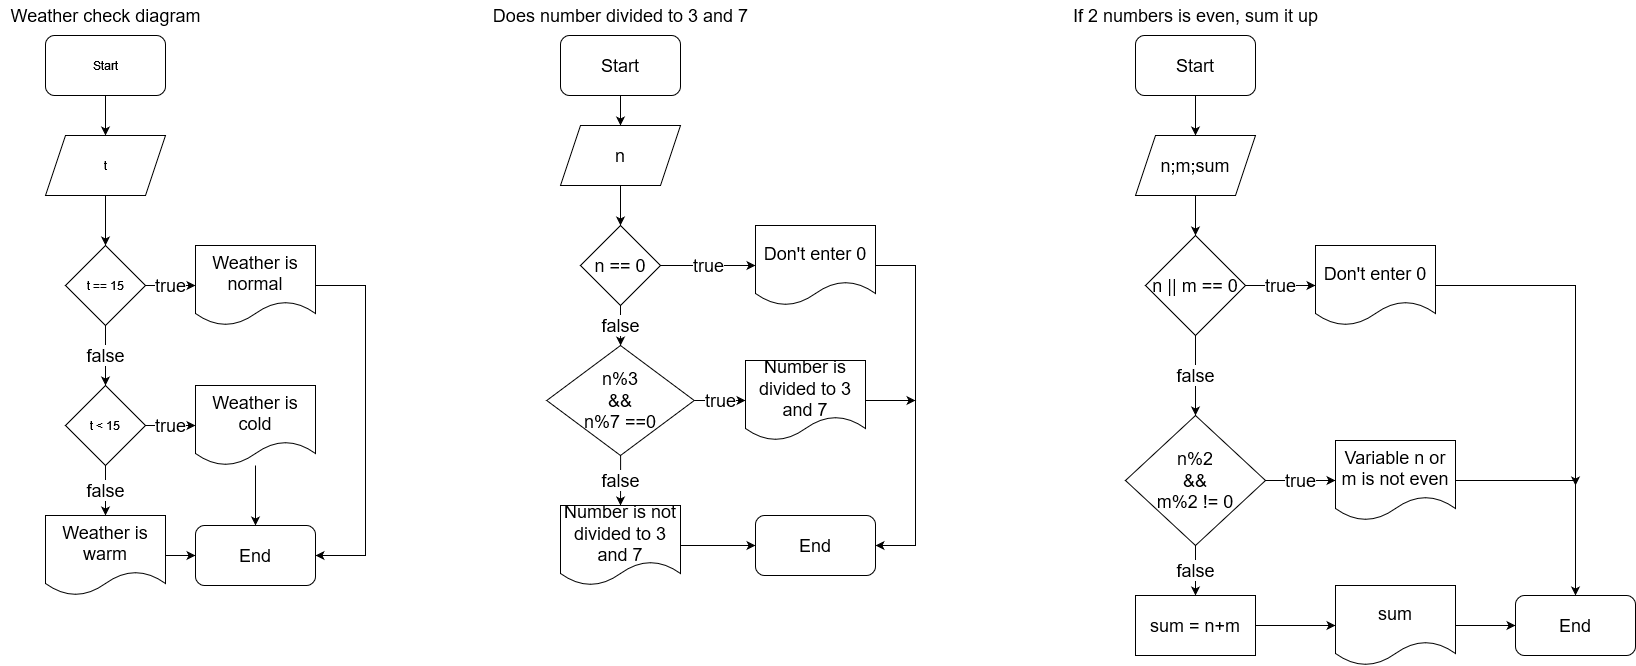 Weather check diagram
Start
t
t == 15
true
Weather is
normal
false
t < 15
true
Weather is
cold
false
Weather is
warm
End
Does number divided to 3 and 7
Start
n
n == 0
true
Don't enter 0
false
n%3
&&
n%7 ==0
true
Number is
divided to 3
and 7
false
Number is not
divided to 3
and 7
End
If 2 numbers is even, sum it up
Start
n;m;sum
n || m == 0
true
Don't enter 0
false
n%2
&&
m%2 != 0
true
Variable n or
m is not even
false
sum = n+m
sum
End